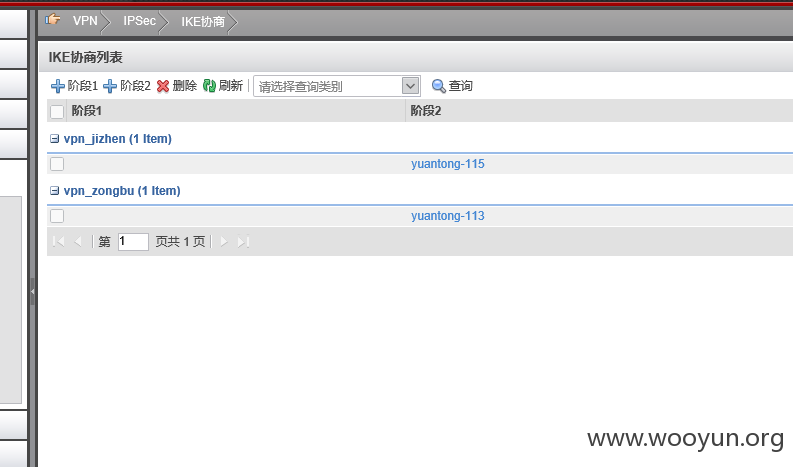 VPN IPSec IKE协商
IKE协商列表
阶段1 阶段2 删除 刷新 请选择查询类别 查询
阶段1 阶段2
vpn_jizhen (1 Item)
yuantong-115
vpn_zongbu (1 Item)
yuantong-113
第 1 页共 1 页
www.wooyun.org